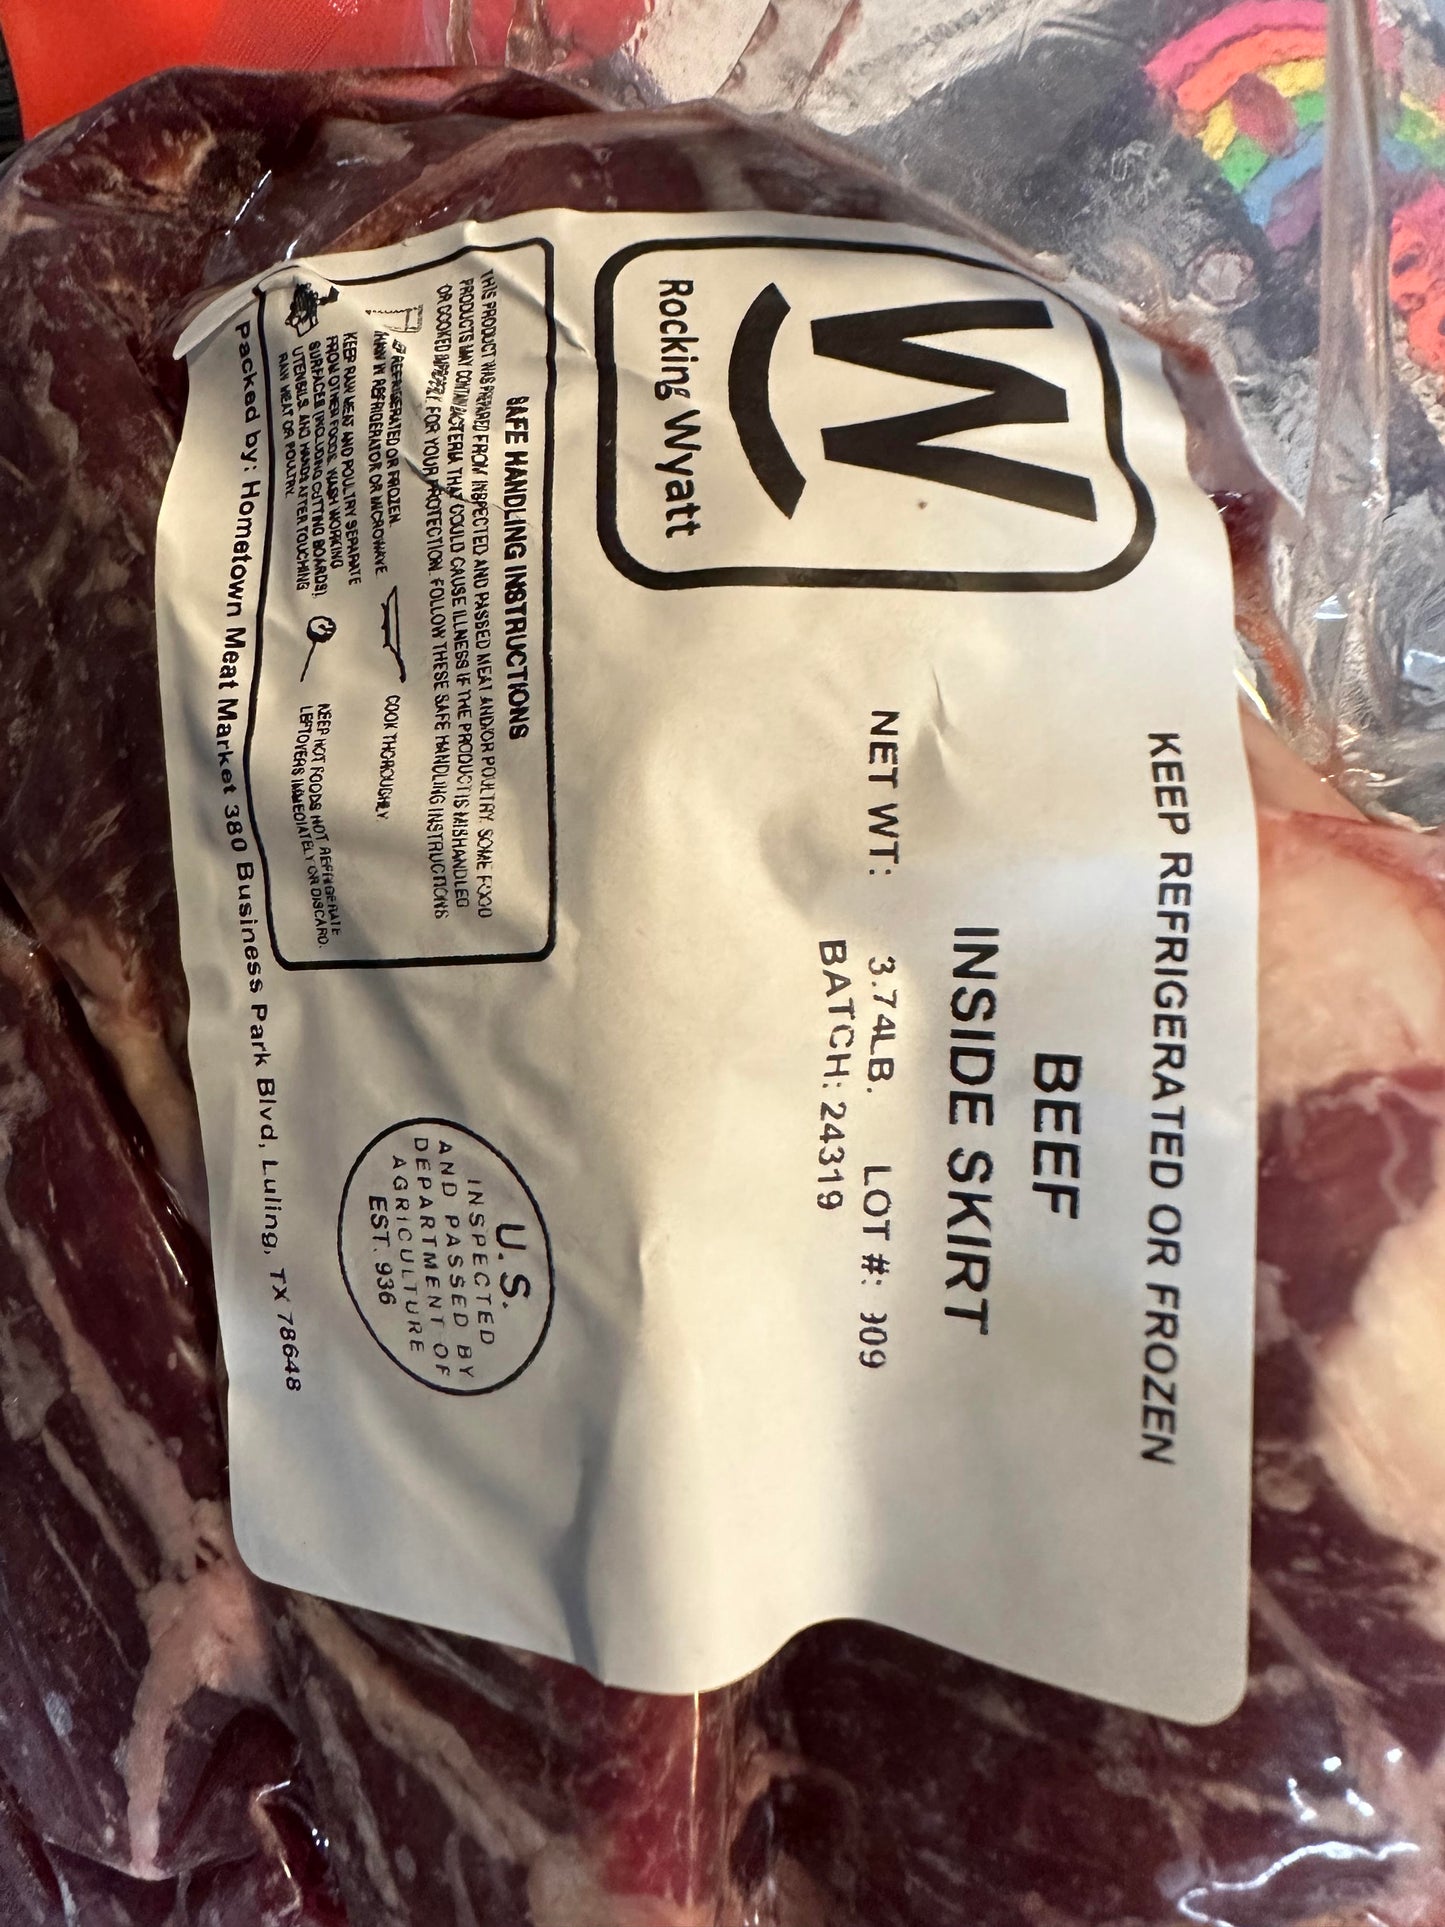 KEEP REFRIGERATED OR FROZEN
BEEF
INSIDE SKIRT
NET WT: 3.74LB. LOT #: 909
BATCH: 24319
W
Rocking Wyatt
SAFE HANDLING INSTRUCTIONS
THIS PRODUCT WAS PREPARED FROM INSPECTED AND PASSED MEAT AND/OR POULTRY. SOME FOOD
PRODUCTS MAY CONTAIN BACTERIA THAT COULD CAUSE ILLNESS IF THE PRODUCT IS MISHANDLED
OR COOKED IMPROPERLY. FOR YOUR PROTECTION, FOLLOW THESE SAFE HANDLING INSTRUCTIONS
REFRIGERATED OR FROZEN.
THAW IN REFRIGERATOR OR MICROWAVE.
COOK THOROUGHLY
KEEP RAW MEAT AND POULTRY SEPARATE
FROM OTHER FOODS. WASH WORKING
SURFACES (INCLUDING CUTTING BOARDS)
UTENSILS, AND HANDS AFTER TOUCHING
RAW MEAT OR POULTRY.
KEEP HOT FOODS HOT. REFRIGERATE
LEFTOVERS IMMEDIATELY OR DISCARD.
U.S.
INSPECTED
AND PASSED BY
DEPARTMENT OF
AGRICULTURE
EST. 936
Packed by: Hometown Meat Market 380 Business Park Blvd, Luling, TX 78648